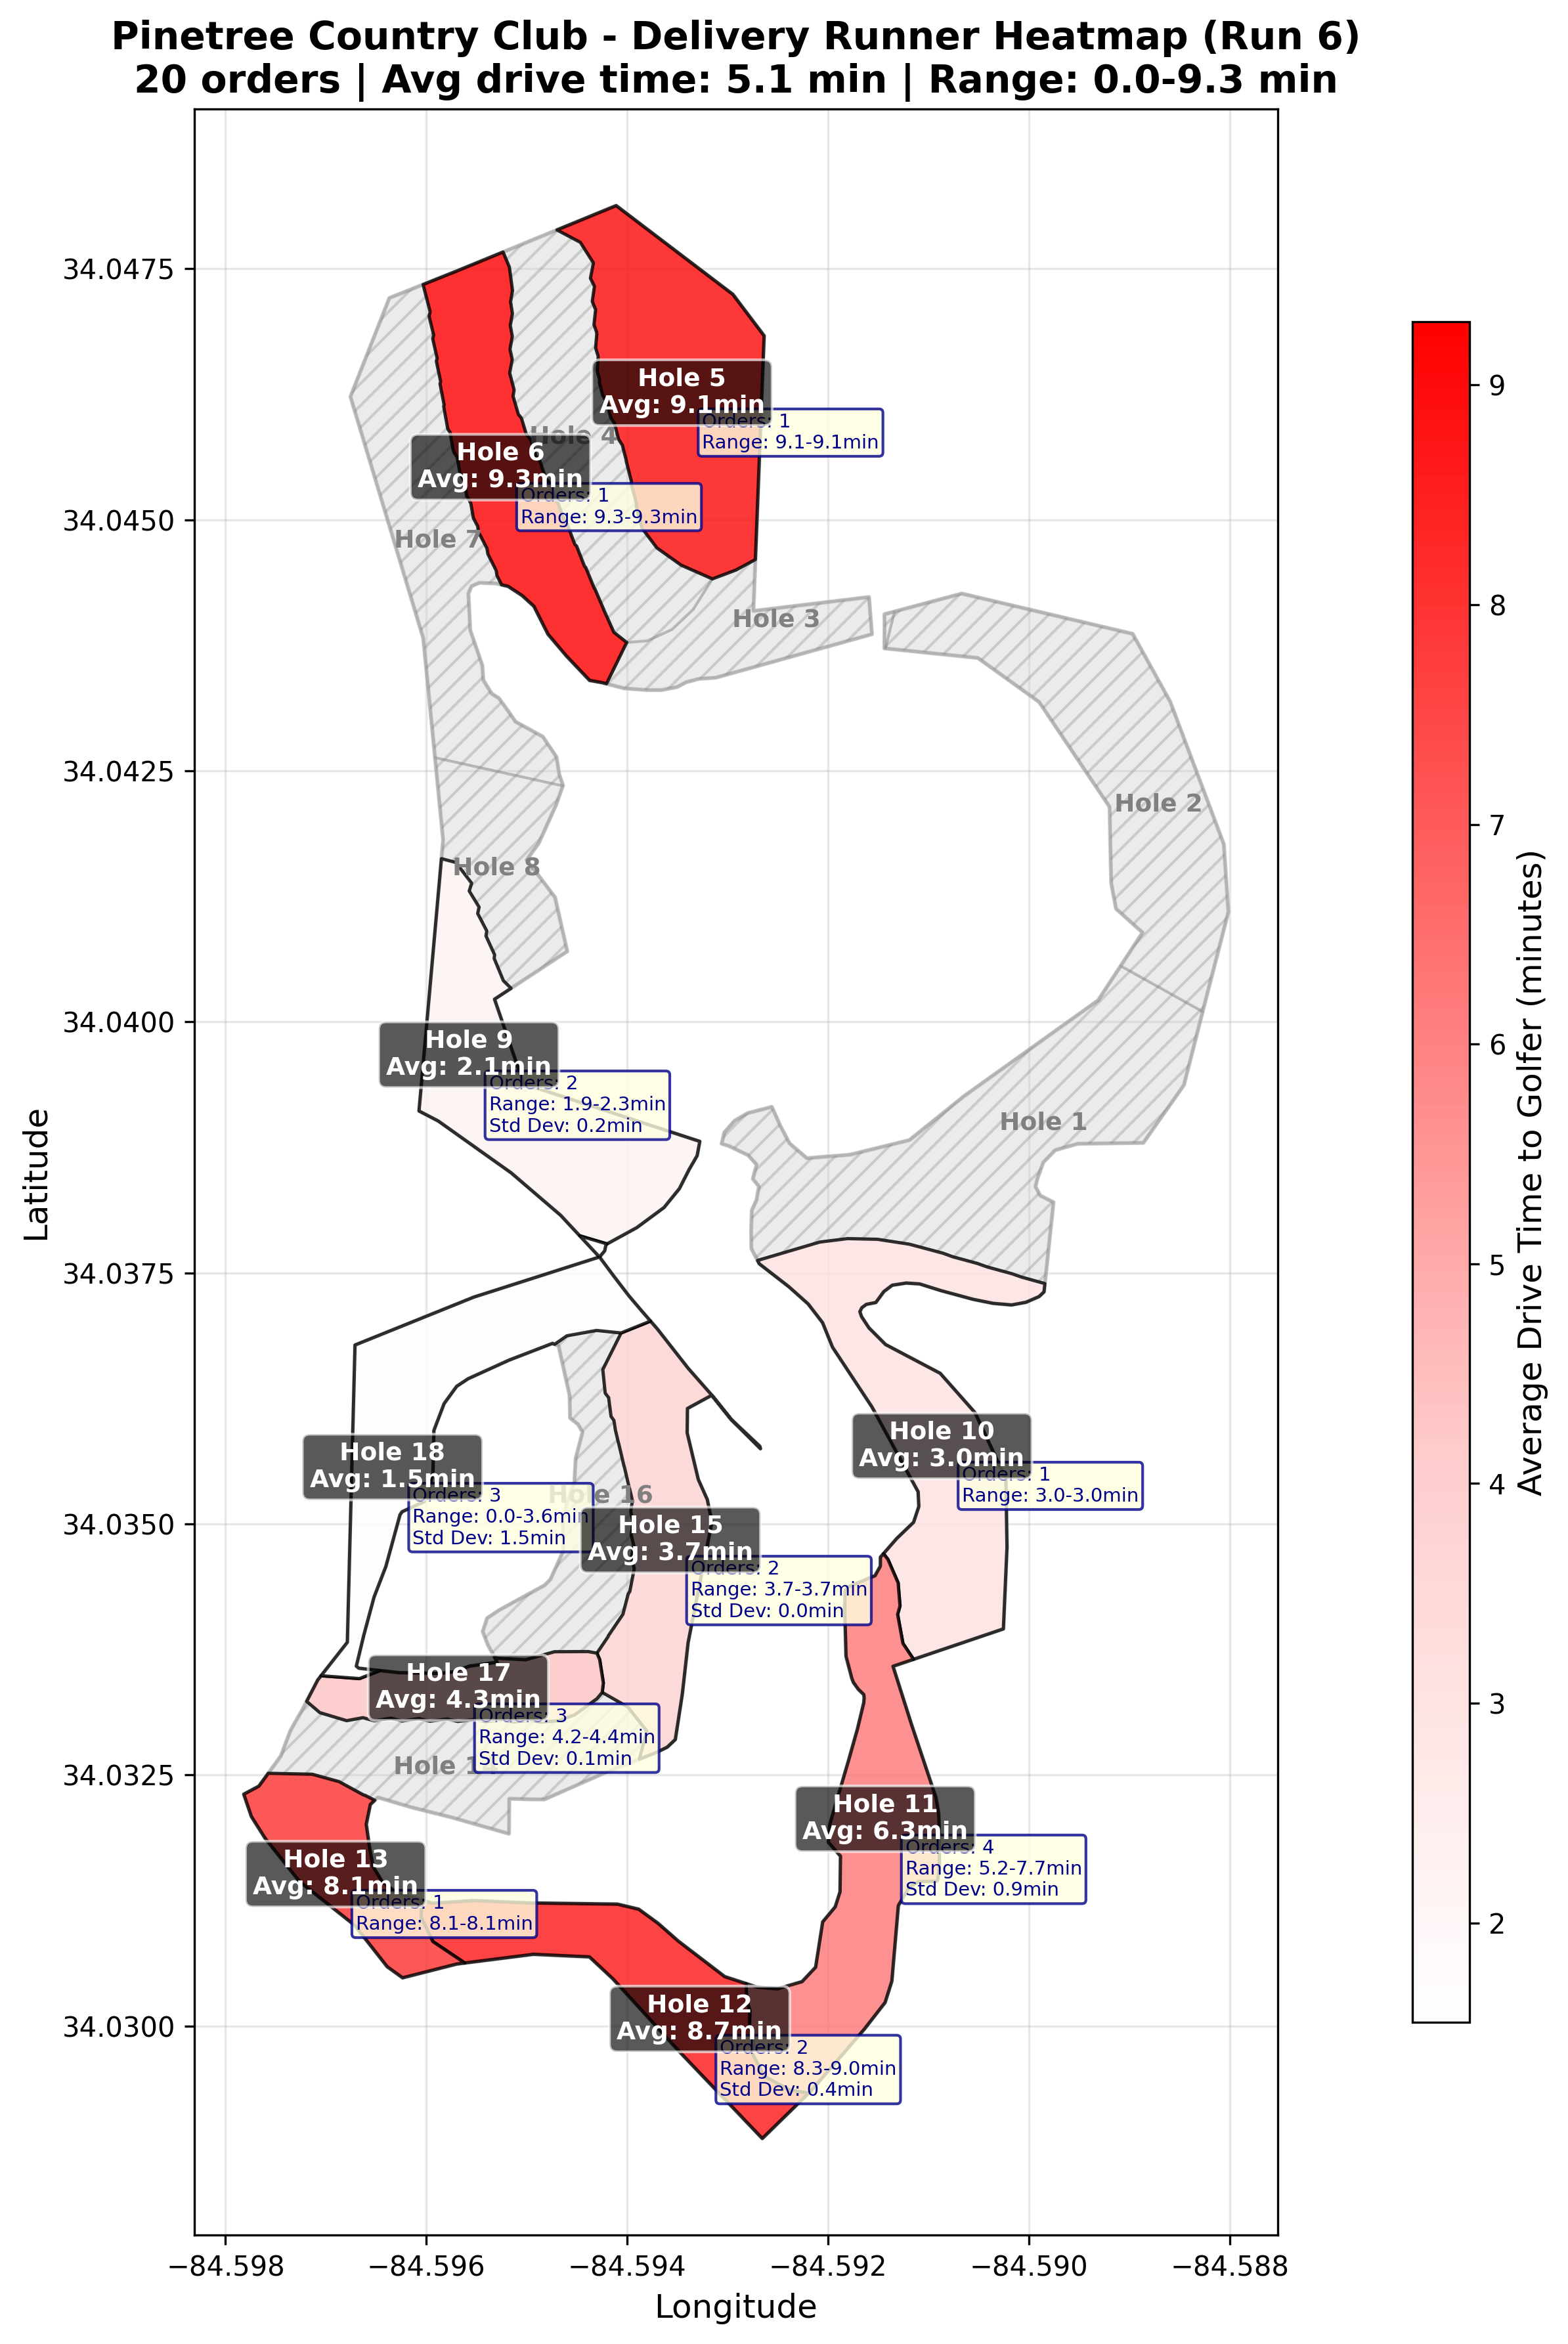 Pinetree Country Club - Delivery Runner Heatmap (Run 6)
20 orders | Avg drive time: 5.1 min | Range: 0.0-9.3 min
34.0475
34.0450
34.0425
34.0400
34.0375
34.0350
34.0325
34.0300
Latitude
Hole 5
Avg: 9.1min
Orders: 1
Range: 9.1-9.1min
Hole 4
Hole 6
Avg: 9.3min
Orders: 1
Range: 9.3-9.3min
Hole 7
Hole 3
Hole 2
Hole 8
Hole 9
Avg: 2.1min
Orders: 2
Range: 1.9-2.3min
Std Dev: 0.2min
Hole 1
Hole 10
Avg: 3.0min
Orders: 1
Range: 3.0-3.0min
Hole 18
Avg: 1.5min
Orders: 3
Range: 0.0-3.6min
Std Dev: 1.5min
Hole 16
Hole 15
Avg: 3.7min
Orders: 2
Range: 3.7-3.7min
Std Dev: 0.0min
Hole 17
Avg: 4.3min
Orders: 3
Range: 4.2-4.4min
Std Dev: 0.1min
Hole
Hole 11
Avg: 6.3min
Orders: 4
Range: 5.2-7.7min
Std Dev: 0.9min
Hole 13
Avg: 8.1min
Orders: 1
Range: 8.1-8.1min
Hole 12
Avg: 8.7min
Orders: 2
Range: 8.3-9.0min
Std Dev: 0.4min
−84.598
−84.596
−84.594
−84.592
−84.590
−84.588
Longitude
9
8
7
6
5
4
3
2
Average Drive Time to Golfer (minutes)